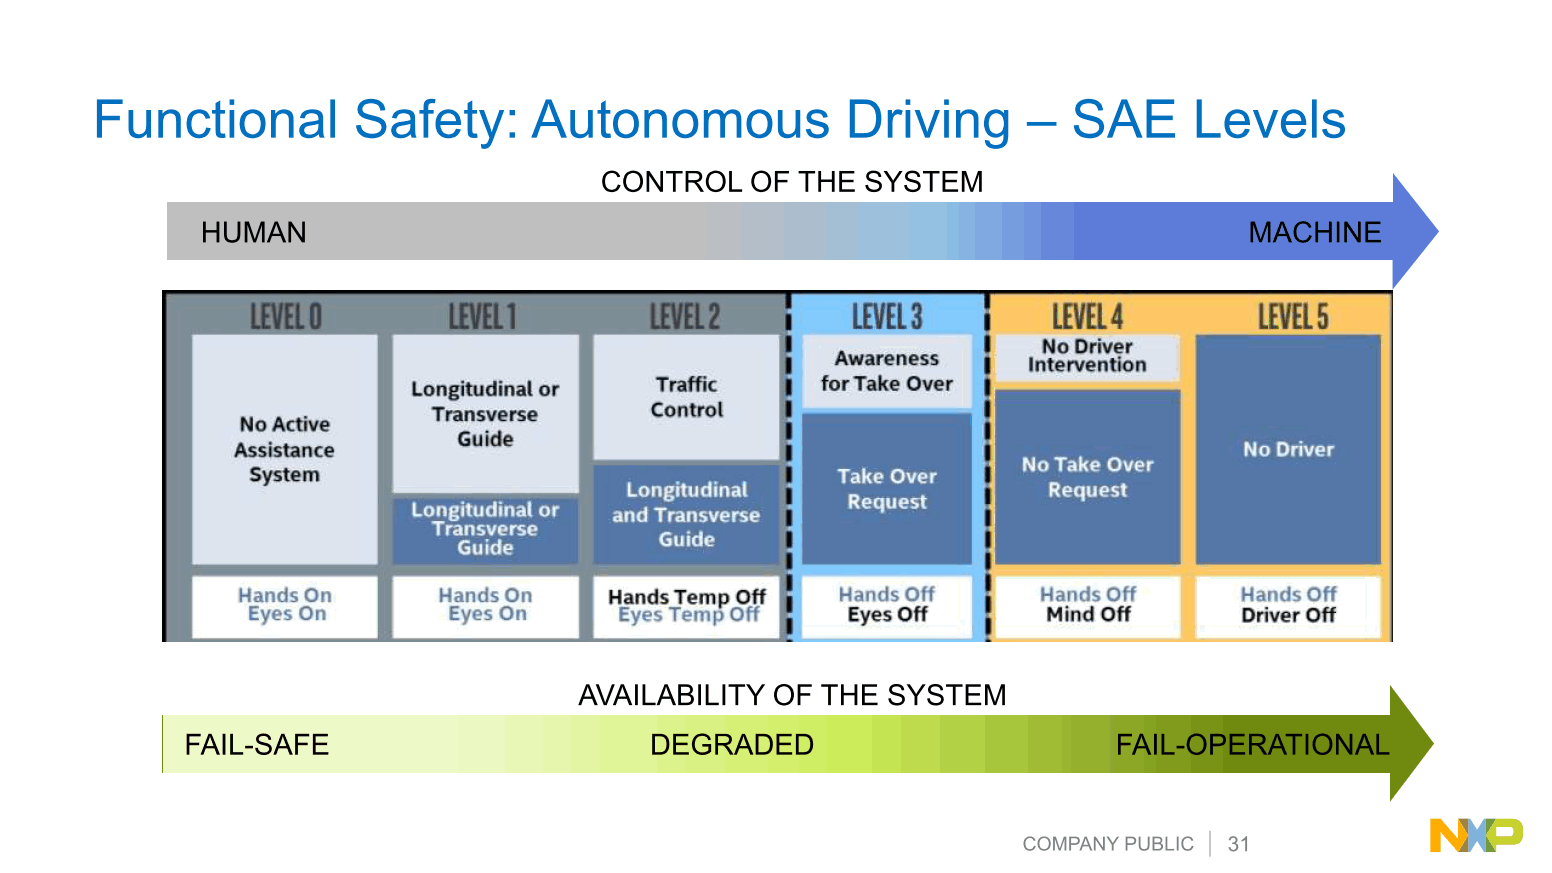 Functional Safety: Autonomous Driving – SAE Levels
CONTROL OF THE SYSTEM
HUMAN
MACHINE
LEVEL 0
No Active
Assistance
System
Hands On
Eyes On
LEVEL 1
Longitudinal or
Transverse
Guide
Longitudinal or
Transverse
Guide
Hands On
Eyes On
LEVEL 2
Traffic
Control
Longitudinal
and Transverse
Guide
Hands Temp Off
Eyes Temp Off
LEVEL 3
Awareness
for Take Over
Take Over
Request
Hands Off
Eyes Off
LEVEL 4
No Driver
Intervention
No Take Over
Request
Hands Off
Mind Off
LEVEL 5
No Driver
Hands Off
Driver Off
AVAILABILITY OF THE SYSTEM
FAIL-SAFE
DEGRADED
FAIL-OPERATIONAL
COMPANY PUBLIC
31
NXP